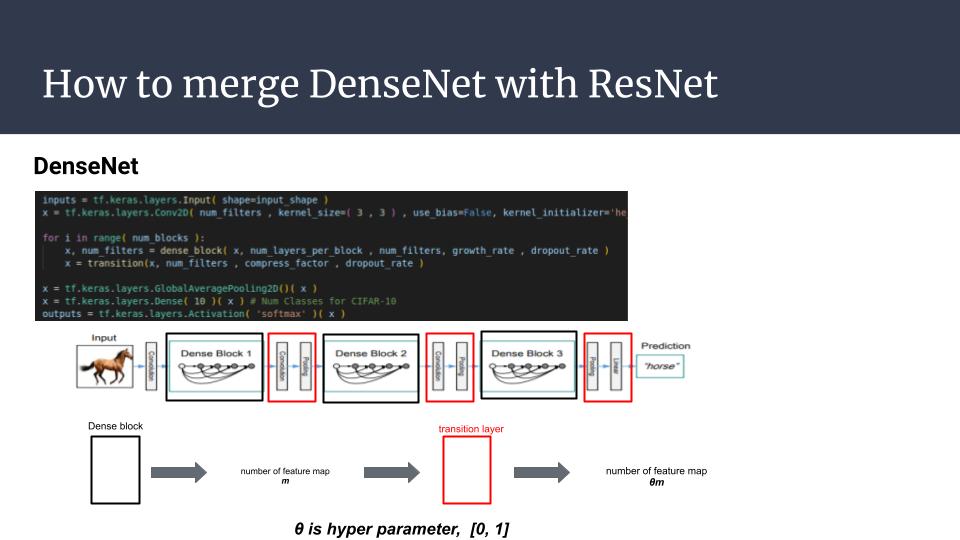 How to merge DenseNet with ResNet
DenseNet
inputs = tf.keras.layers.Input( shape=input_shape )
x = tf.keras.layers.Conv2D( num_filters , kernel_size=( 3 , 3 ) , use_bias=False, kernel_initializer='he
for i in range( num_blocks ):
x, num_filters = dense_block( x, num_layers_per_block , num_filters, growth_rate , dropout_rate )
x = transition(x, num_filters , compress_factor , dropout_rate )
x = tf.keras.layers.GlobalAveragePooling2D()( x )
x = tf.keras.layers.Dense( 10 )( x ) # Num Classes for CIFAR-10
outputs = tf.keras.layers.Activation( 'softmax' )( x )
Input
Convolution
Dense Block 1
Convolution
Pooling
Dense Block 2
Convolution
Pooling
Dense Block 3
Pooling
Linear
Prediction
"horse"
Dense block
number of feature map
m
transition layer
number of feature map
θm
θ is hyper parameter, [0, 1]